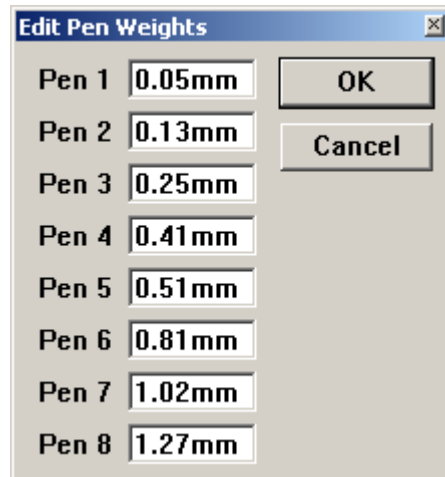 Edit Pen Weights
Pen 1 0.05mm OK
Pen 2 0.13mm Cancel
Pen 3 0.25mm
Pen 4 0.41mm
Pen 5 0.51mm
Pen 6 0.81mm
Pen 7 1.02mm
Pen 8 1.27mm